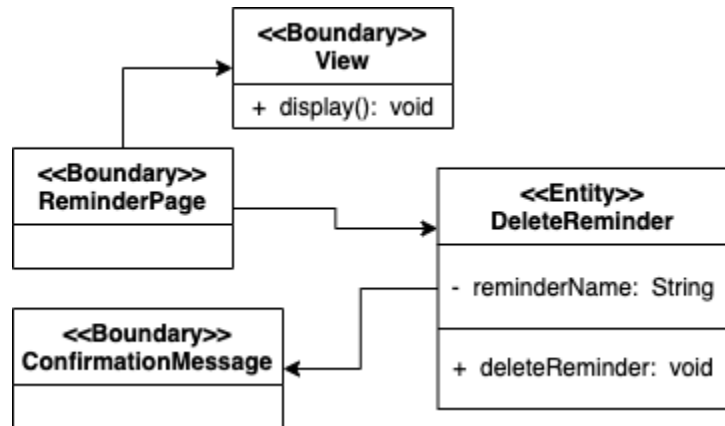 <<Boundary>>
View
+ display(): void
<<Boundary>>
ReminderPage
<<Entity>>
DeleteReminder
- reminderName: String
+ deleteReminder: void
<<Boundary>>
ConfirmationMessage